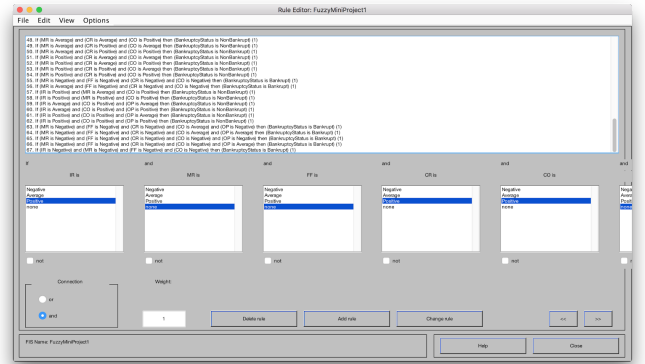 Rule Editor: FuzzyMiniProject1
File Edit View Options
48. If (MR is Average) and (CR is Average) and (CO is Positive) then (BankruptcyStatus is NonBankrupt) (1)
49. If (MR is Average) and (CR is Positive) and (CO is Average) then (BankruptcyStatus is NonBankrupt) (1)
50. If (MR is Average) and (CR is Positive) and (CO is Positive) then (BankruptcyStatus is NonBankrupt) (1)
51. If (MR is Positive) and (CR is Average) and (CO is Average) then (BankruptcyStatus is NonBankrupt) (1)
52. If (MR is Positive) and (CR is Average) and (CO is Positive) then (BankruptcyStatus is NonBankrupt) (1)
53. If (MR is Positive) and (CR is Positive) and (CO is Average) then (BankruptcyStatus is NonBankrupt) (1)
54. If (MR is Positive) and (CR is Positive) and (CO is Positive) then (BankruptcyStatus is NonBankrupt) (1)
55. If (MR is Negative) and (FF is Negative) and (CR is Negative) and (CO is Negative) then (BankruptcyStatus is Bankrupt) (1)
56. If (MR is Average) and (FF is Negative) and (CR is Negative) and (CO is Negative) then (BankruptcyStatus is Bankrupt) (1)
57. If (IR is Positive) and (MR is Average) and (CO is Positive) then (BankruptcyStatus is NonBankrupt) (1)
58. If (IR is Positive) and (MR is Positive) and (CO is Positive) then (BankruptcyStatus is NonBankrupt) (1)
59. If (IR is Average) and (CO is Positive) and (OP is Average) then (BankruptcyStatus is NonBankrupt) (1)
60. If (IR is Average) and (CO is Positive) and (OP is Positive) then (BankruptcyStatus is NonBankrupt) (1)
61. If (IR is Positive) and (CO is Positive) and (OP is Average) then (BankruptcyStatus is NonBankrupt) (1)
62. If (IR is Positive) and (CO is Positive) and (OP is Positive) then (BankruptcyStatus is NonBankrupt) (1)
63. If (MR is Negative) and (FF is Negative) and (CR is Negative) and (CO is Average) and (OP is Negative) then (BankruptcyStatus is Bankrupt) (1)
64. If (MR is Negative) and (FF is Negative) and (CR is Negative) and (CO is Average) and (OP is Average) then (BankruptcyStatus is Bankrupt) (1)
65. If (MR is Negative) and (FF is Negative) and (CR is Negative) and (CO is Negative) and (OP is Negative) then (BankruptcyStatus is Bankrupt) (1)
66. If (MR is Negative) and (FF is Negative) and (CR is Negative) and (CO is Negative) and (OP is Average) then (BankruptcyStatus is Bankrupt) (1)
67. If (IR is Negative) and (MR is Negative) and (FF is Negative) and (CO is Negative) then (BankruptcyStatus is Bankrupt) (1)
If and and and and and
IR is MR is FF is CR is CO is
Negative Negative Negative Negative Negative
Average Average Average Average Average
Positive Positive Positive Positive Positive
none none none none none
not not not not not
Connection Weight:
or
and 1 Delete rule Add rule Change rule << >>
FIS Name: FuzzyMiniProject1 Help Close